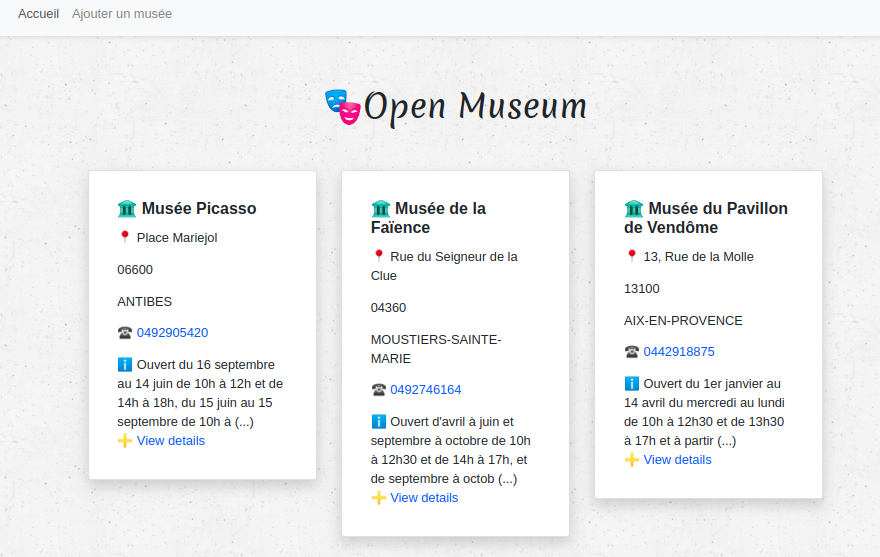 Accueil Ajouter un musée
Open Museum
Musée Picasso
Place Mariejol
06600
ANTIBES
0492905420
Ouvert du 16 septembre
au 14 juin de 10h à 12h et de
14h à 18h, du 15 juin au 15
septembre de 10h à (...)
View details
Musée de la
Faïence
Rue du Seigneur de la
Clue
04360
MOUSTIERS-SAINTE-
MARIE
0492746164
Ouvert d'avril à juin et
septembre à octobre de 10h
à 12h30 et de 14h à 17h, et
de septembre à octob (...)
View details
Musée du Pavillon
de Vendôme
13, Rue de la Molle
13100
AIX-EN-PROVENCE
0442918875
Ouvert du 1er janvier au
14 avril du mercredi au lundi
de 10h à 12h30 et de 13h30
à 17h et à partir (...)
View details